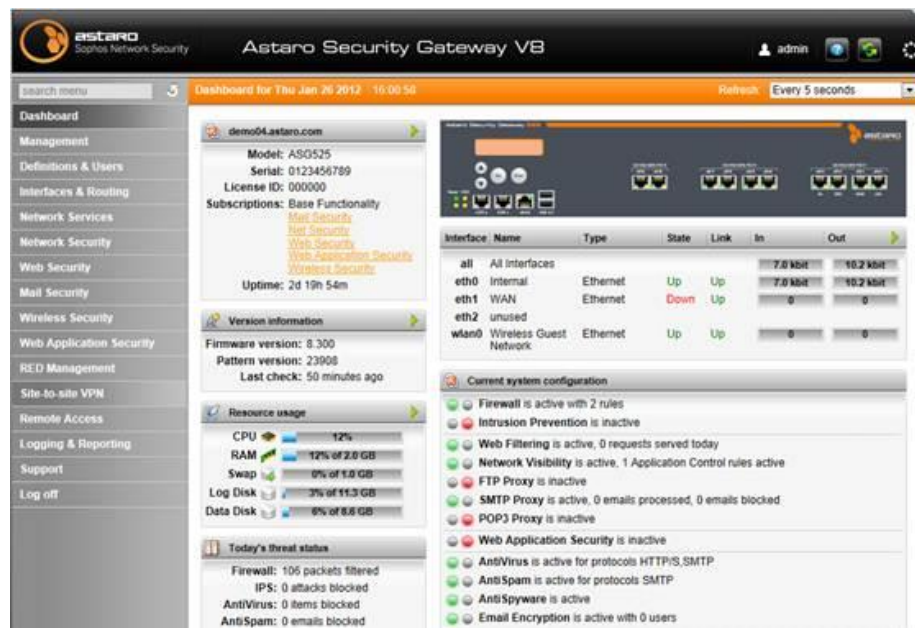 astaro
Sophos Network Security
Astaro Security Gateway V8
admin
search menu
Dashboard for Thu Jan 26 2012 16:00:50
Refresh: Every 5 seconds
Dashboard
Management
Definitions & Users
Interfaces & Routing
Network Services
Network Security
Web Security
Mail Security
Wireless Security
Web Application Security
RED Management
Site-to-site VPN
Remote Access
Logging & Reporting
Support
Log off
demo04.astaro.com
Model: ASG525
Serial: 0123456789
License ID: 000000
Subscriptions: Base Functionality
Mail Security
Net Security
Web Security
Web Application Security
Wireless Security
Uptime: 2d 19h 54m
Version information
Firmware version: 8.300
Pattern version: 23908
Last check: 50 minutes ago
Resource usage
CPU 12%
RAM 12% of 2.0 GB
Swap 0% of 1.0 GB
Log Disk 3% of 11.3 GB
Data Disk 6% of 8.6 GB
Today's threat status
Firewall: 106 packets filtered
IPS: 0 attacks blocked
AntiVirus: 0 items blocked
AntiSpam: 0 emails blocked
astaro
Interface Name Type State Link In Out
all All Interfaces 7.0 kbit 10.2 kbit
eth0 Internal Ethernet Up Up 7.0 kbit 10.2 kbit
eth1 WAN Ethernet Down Up 0 0
eth2 unused
wlan0 Wireless Guest Network Ethernet Up Up 0 0
Current system configuration
Firewall is active with 2 rules
Intrusion Prevention is inactive
Web Filtering is active, 0 requests served today
Network Visibility is active, 1 Application Control rules active
FTP Proxy is inactive
SMTP Proxy is active, 0 emails processed, 0 emails blocked
POP3 Proxy is inactive
Web Application Security is inactive
AntiVirus is active for protocols HTTP/S,SMTP
AntiSpam is active for protocols SMTP
AntiSpyware is active
Email Encryption is active with 0 users